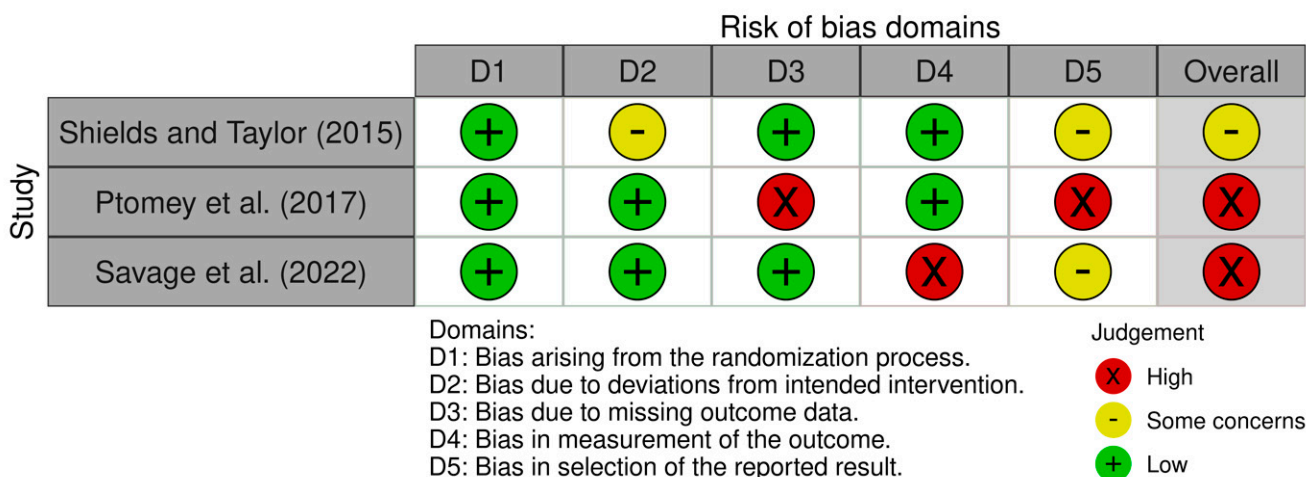 Risk of bias domains
D1 D2 D3 D4 D5 Overall
Study
Shields and Taylor (2015) + - + + - -
Ptomey et al. (2017) + + X + X X
Savage et al. (2022) + + + X - X
Domains:
D1: Bias arising from the randomization process.
D2: Bias due to deviations from intended intervention.
D3: Bias due to missing outcome data.
D4: Bias in measurement of the outcome.
D5: Bias in selection of the reported result.
Judgement
X High
- Some concerns
+ Low